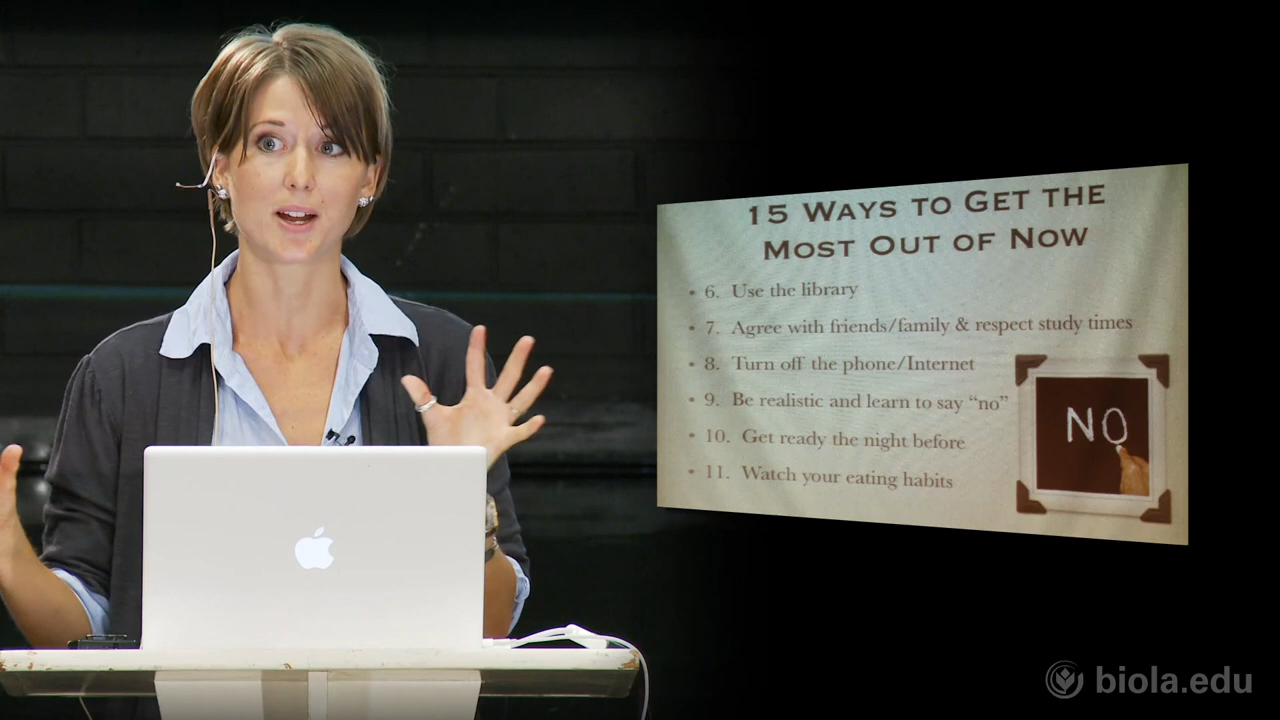 15 Ways to Get the
Most Out of Now
• 6. Use the library
• 7. Agree with friends/family & respect study times
• 8. Turn off the phone/Internet
• 9. Be realistic and learn to say “no”
• 10. Get ready the night before
• 11. Watch your eating habits
NO
biola.edu